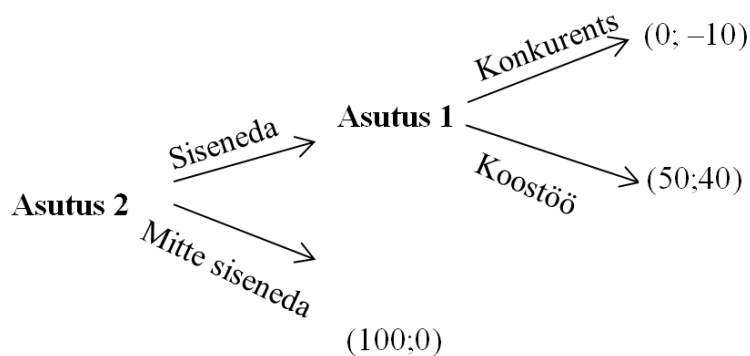 Konkurents
(0; –10)
Asutus 1
Siseneda
Koostöö
(50;40)
Asutus 2
Mitte siseneda
(100;0)